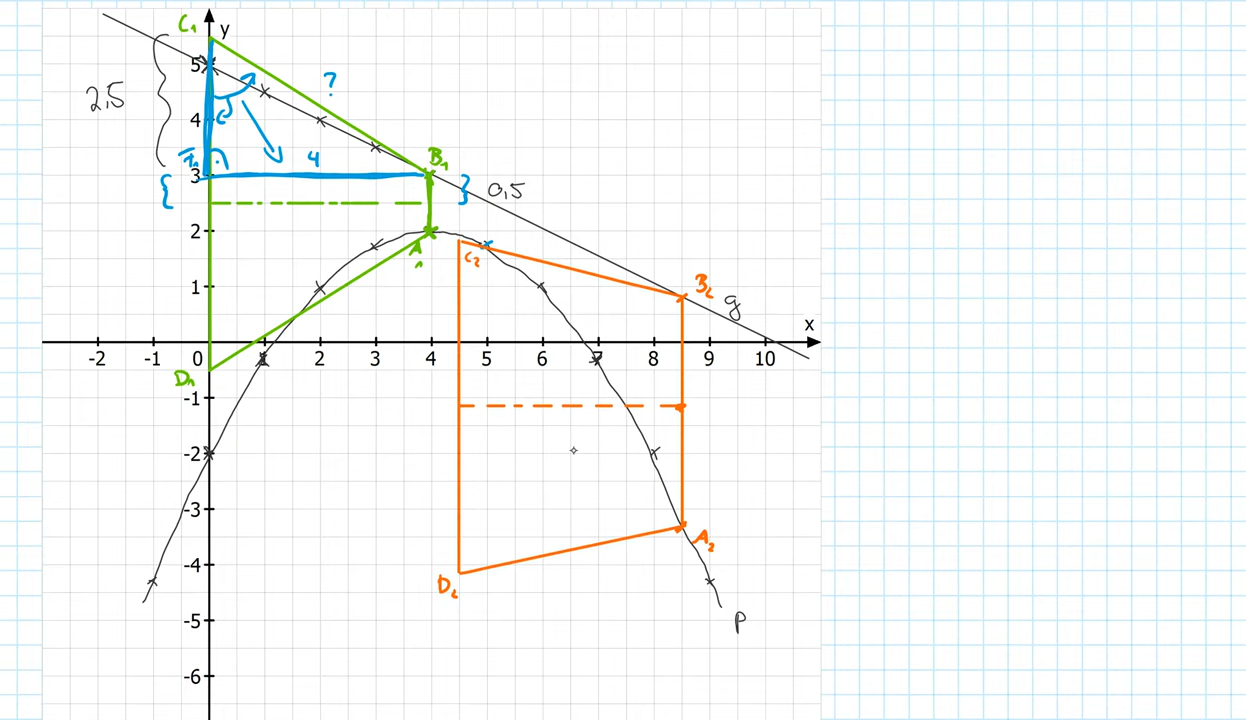 C₁
y
5
?
2,5
4
F₁
4
B₁
3
0,5
2
A₁
C₂
1
B₂
g
x
-2 -1 0 1 2 3 4 5 6 7 8 9 10
D₁
-1
-2
-3
A₂
-4
D₂
-5
P
-6